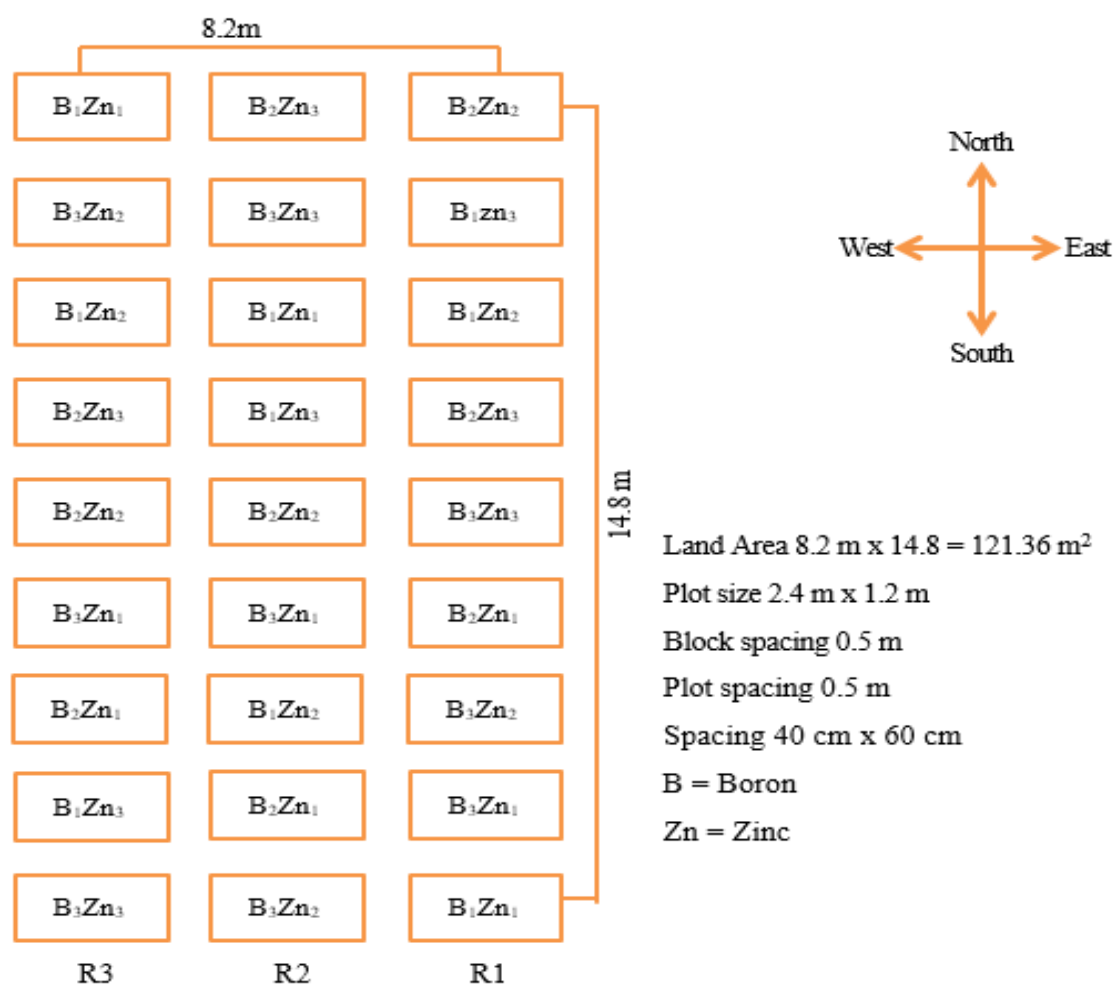 8.2m
B₁Zn₁ B₂Zn₃ B₂Zn₂
B₃Zn₂ B₃Zn₃ B₁zn₃
B₁Zn₂ B₁Zn₁ B₁Zn₂
B₂Zn₃ B₁Zn₃ B₂Zn₃
B₂Zn₂ B₂Zn₂ B₃Zn₃
B₃Zn₁ B₃Zn₁ B₂Zn₁
B₂Zn₁ B₁Zn₂ B₃Zn₂
B₁Zn₃ B₂Zn₁ B₃Zn₁
B₃Zn₃ B₃Zn₂ B₁Zn₁
R3 R2 R1
14.8 m
North
West East
South
Land Area 8.2 m x 14.8 = 121.36 m²
Plot size 2.4 m x 1.2 m
Block spacing 0.5 m
Plot spacing 0.5 m
Spacing 40 cm x 60 cm
B = Boron
Zn = Zinc